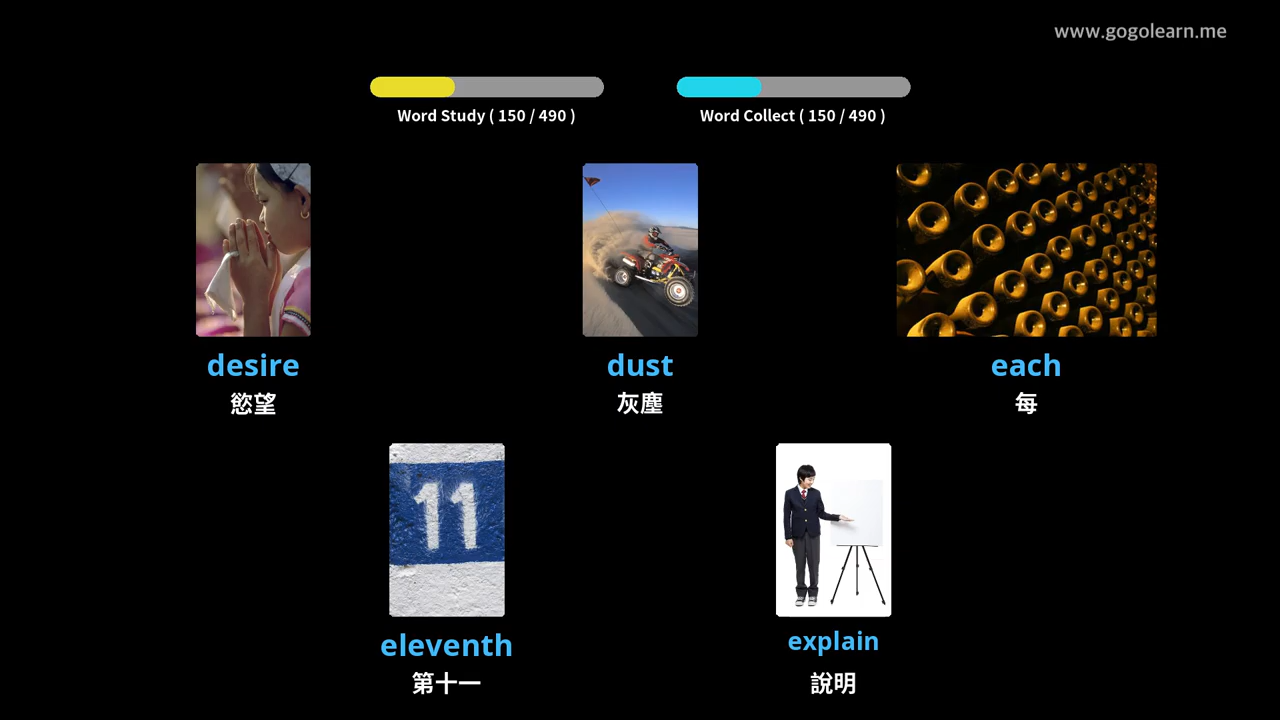 www.gogolearn.me
Word Study ( 150 / 490 )
Word Collect ( 150 / 490 )
desire
慾望
dust
灰塵
each
每
11
eleventh
第十一
explain
說明